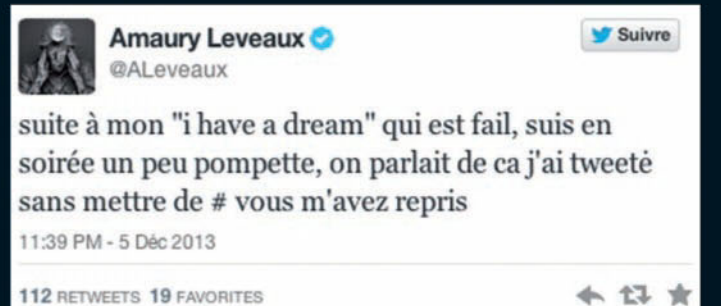 Amaury Leveaux
Suivre
@ALeveaux
suite à mon "i have a dream" qui est fail, suis en
soirée un peu pompette, on parlait de ca j'ai tweeté
sans mettre de # vous m'avez repris
11:39 PM - 5 Déc 2013
112 RETWEETS 19 FAVORITES